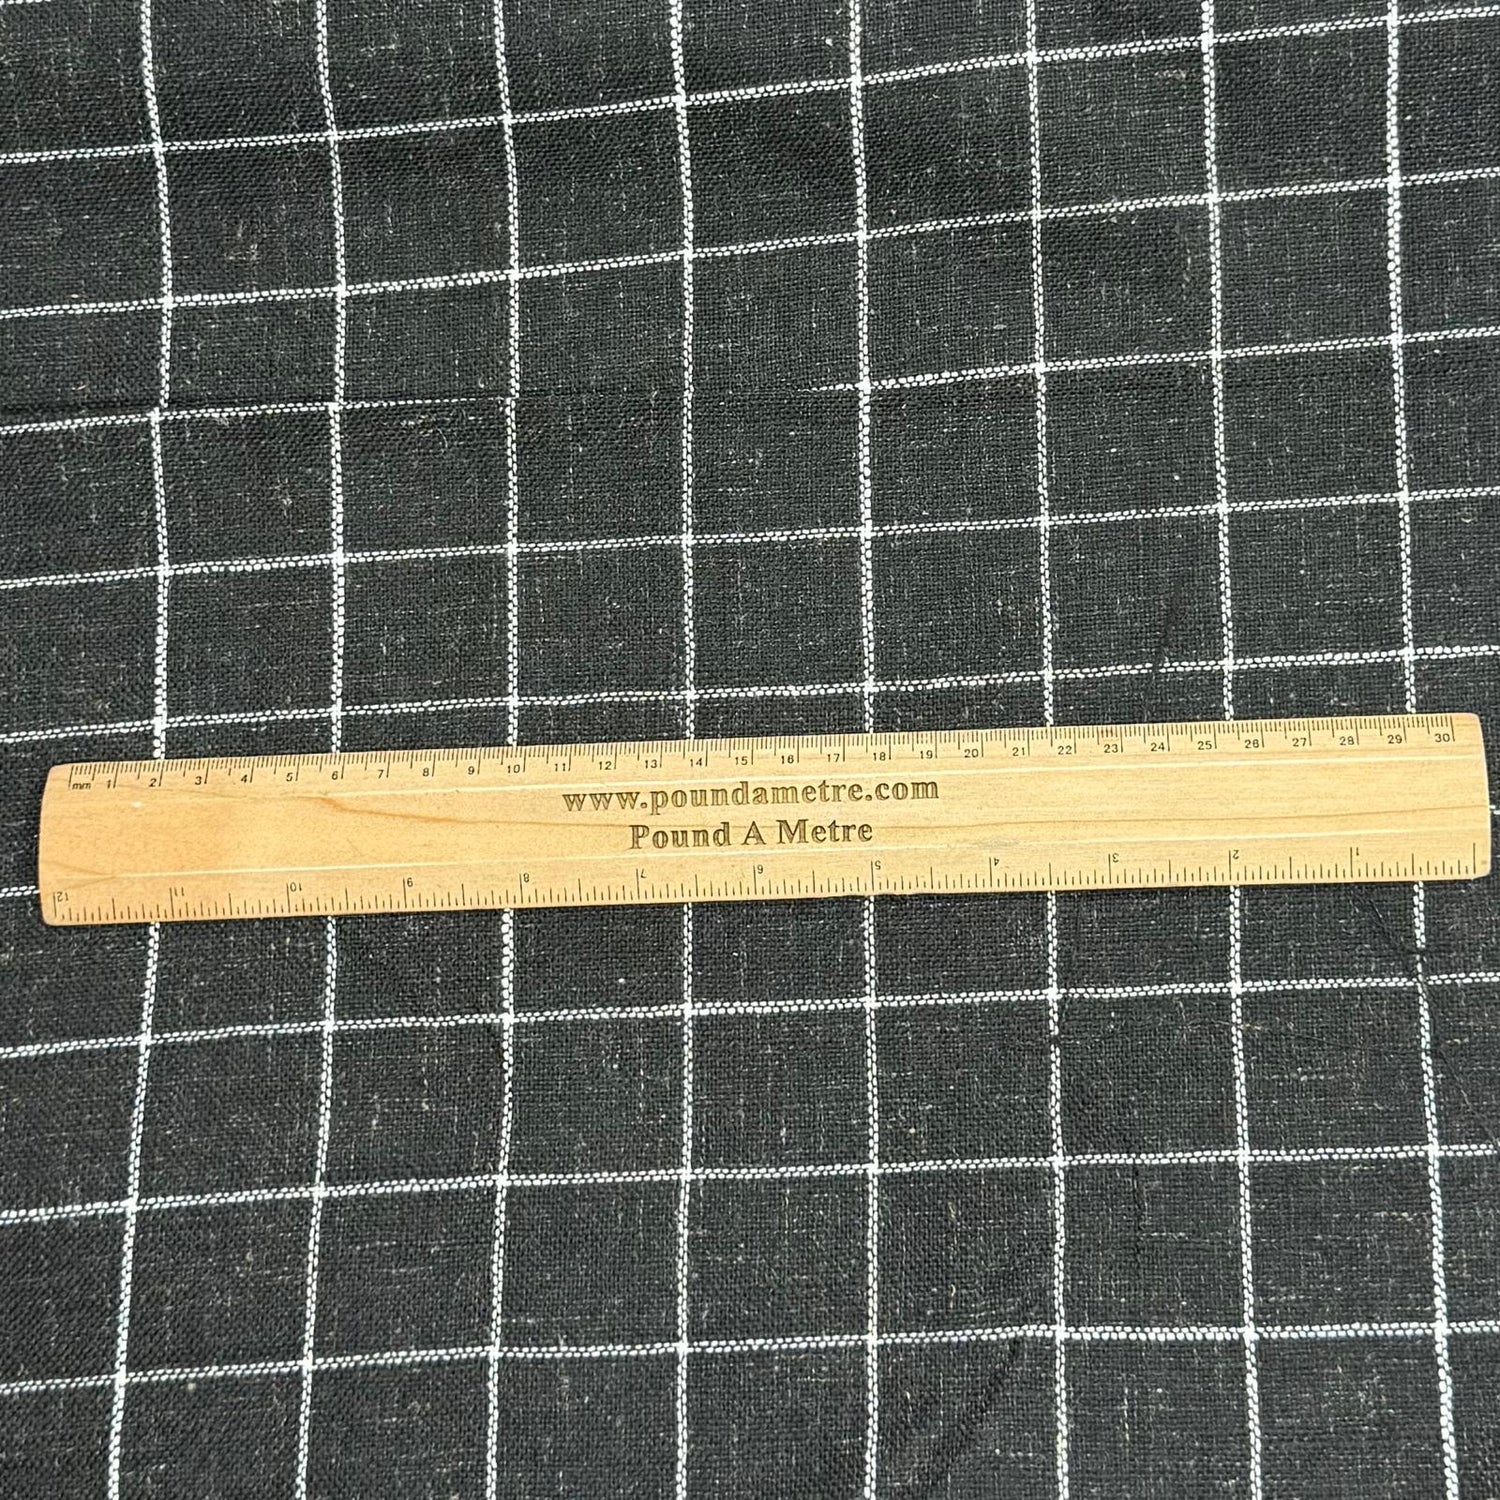 mm 1 2 3 4 5 6 7 8 9 10 11 12 13 14 15 16 17 18 19 20 21 22 23 24 25 26 27 28 29 30
www.poundametre.com
Pound A Metre
12 11 10 9 8 7 6 5 4 3 2 1